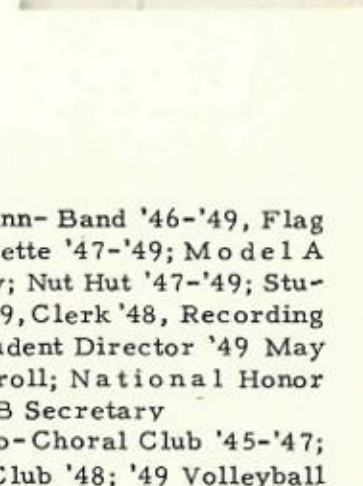 nn- Band '46-'49, Flag
ette '47-'49; Model A
y; Nut Hut '47-'49; Stu-
9, Clerk '48, Recording
udent Director '49 May
roll; National Honor
B Secretary
o-Choral Club '45-'47;
Club '48; '49 Volleyball